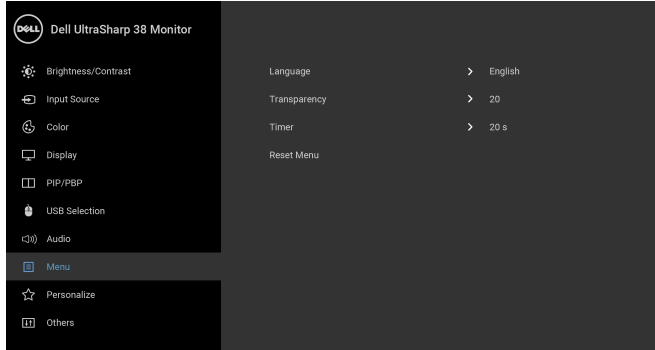 DELL Dell UltraSharp 38 Monitor
Brightness/Contrast
Input Source
Color
Display
PIP/PBP
USB Selection
Audio
Menu
Personalize
Others
Language > English
Transparency > 20
Timer > 20 s
Reset Menu